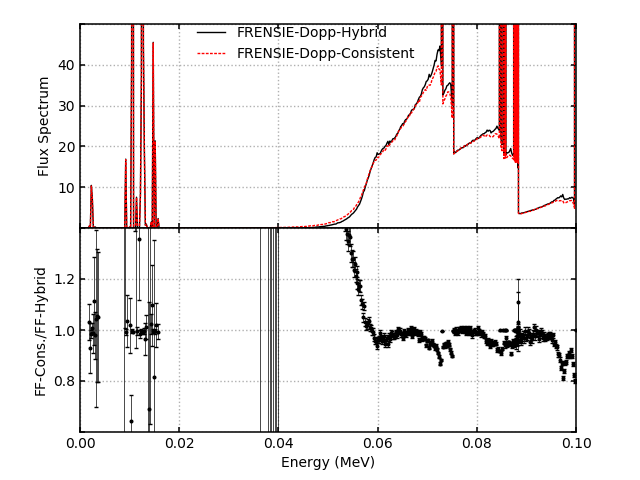 FRENSIE-Dopp-Hybrid
FRENSIE-Dopp-Consistent
Flux Spectrum
40
30
20
10
FF-Cons./FF-Hybrid
1.2
1.0
0.8
0.00 0.02 0.04 0.06 0.08 0.10
Energy (MeV)